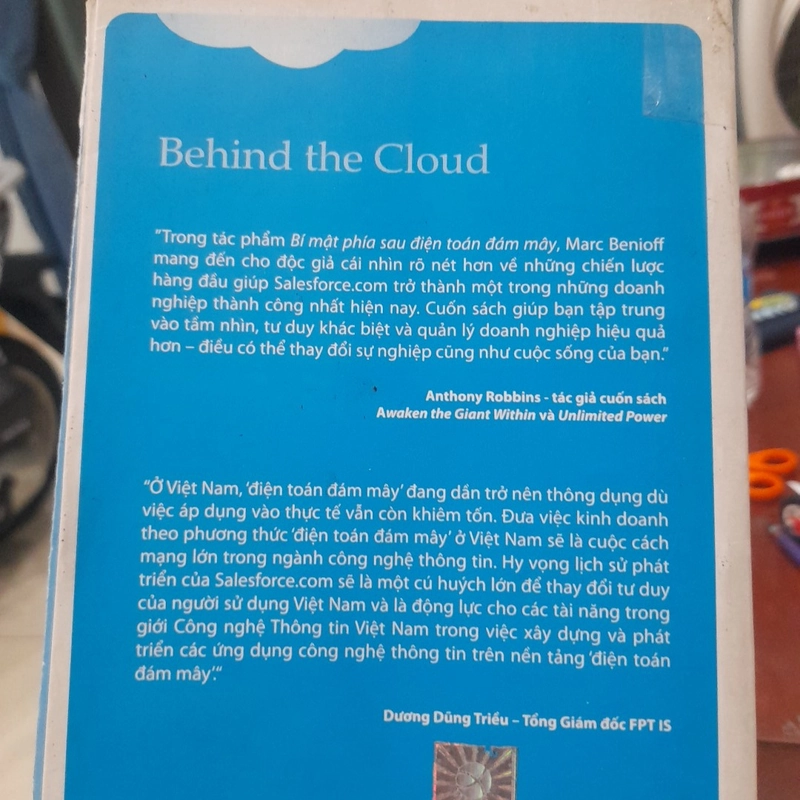 Behind the Cloud
"Trong tác phẩm Bí mật phía sau điện toán đám mây, Marc Benioff
mang đến cho độc giả cái nhìn rõ nét hơn về những chiến lược
hàng đầu giúp Salesforce.com trở thành một trong những doanh
nghiệp thành công nhất hiện nay. Cuốn sách giúp bạn tập trung
vào tầm nhìn, tư duy khác biệt và quản lý doanh nghiệp hiệu quả
hơn – điều có thể thay đổi sự nghiệp cũng như cuộc sống của bạn."
Anthony Robbins - tác giả cuốn sách
Awaken the Giant Within và Unlimited Power
"Ở Việt Nam, 'điện toán đám mây' đang dần trở nên thông dụng dù
việc áp dụng vào thực tế vẫn còn khiêm tốn. Đưa việc kinh doanh
theo phương thức 'điện toán đám mây' ở Việt Nam sẽ là cuộc cách
mạng lớn trong ngành công nghệ thông tin. Hy vọng lịch sử phát
triển của Salesforce.com sẽ là một cú huých lớn để thay đổi tư duy
của người sử dụng Việt Nam và là động lực cho các tài năng trong
giới Công nghệ Thông tin Việt Nam trong việc xây dựng và phát
triển các ứng dụng công nghệ thông tin trên nền tảng 'điện toán
đám mây'."
Dương Dũng Triều – Tổng Giám đốc FPT IS